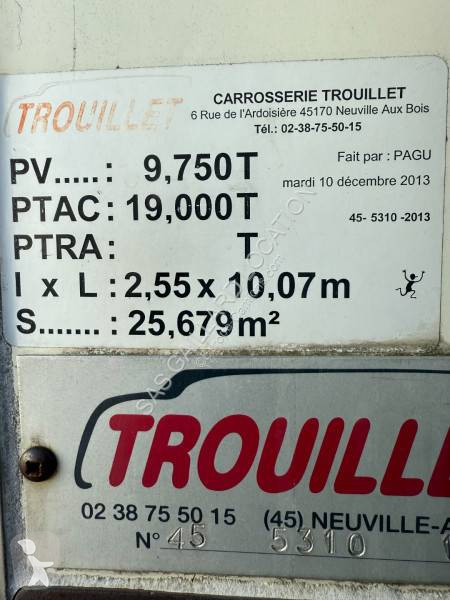 TROUILLET
CARROSSERIE TROUILLET
6 Rue de l'Ardoisière 45170 Neuville Aux Bois
Tél.: 02-38-75-50-15
PV.....: 9,750T
Fait par : PAGU
mardi 10 décembre 2013
PTAC: 19,000T
45- 5310 -2013
PTRA: T
l x L : 2,55 x 10,07m
S.......: 25,679m²
TROUILLE
02 38 75 50 15 (45) NEUVILLE-A
N° 45 5310